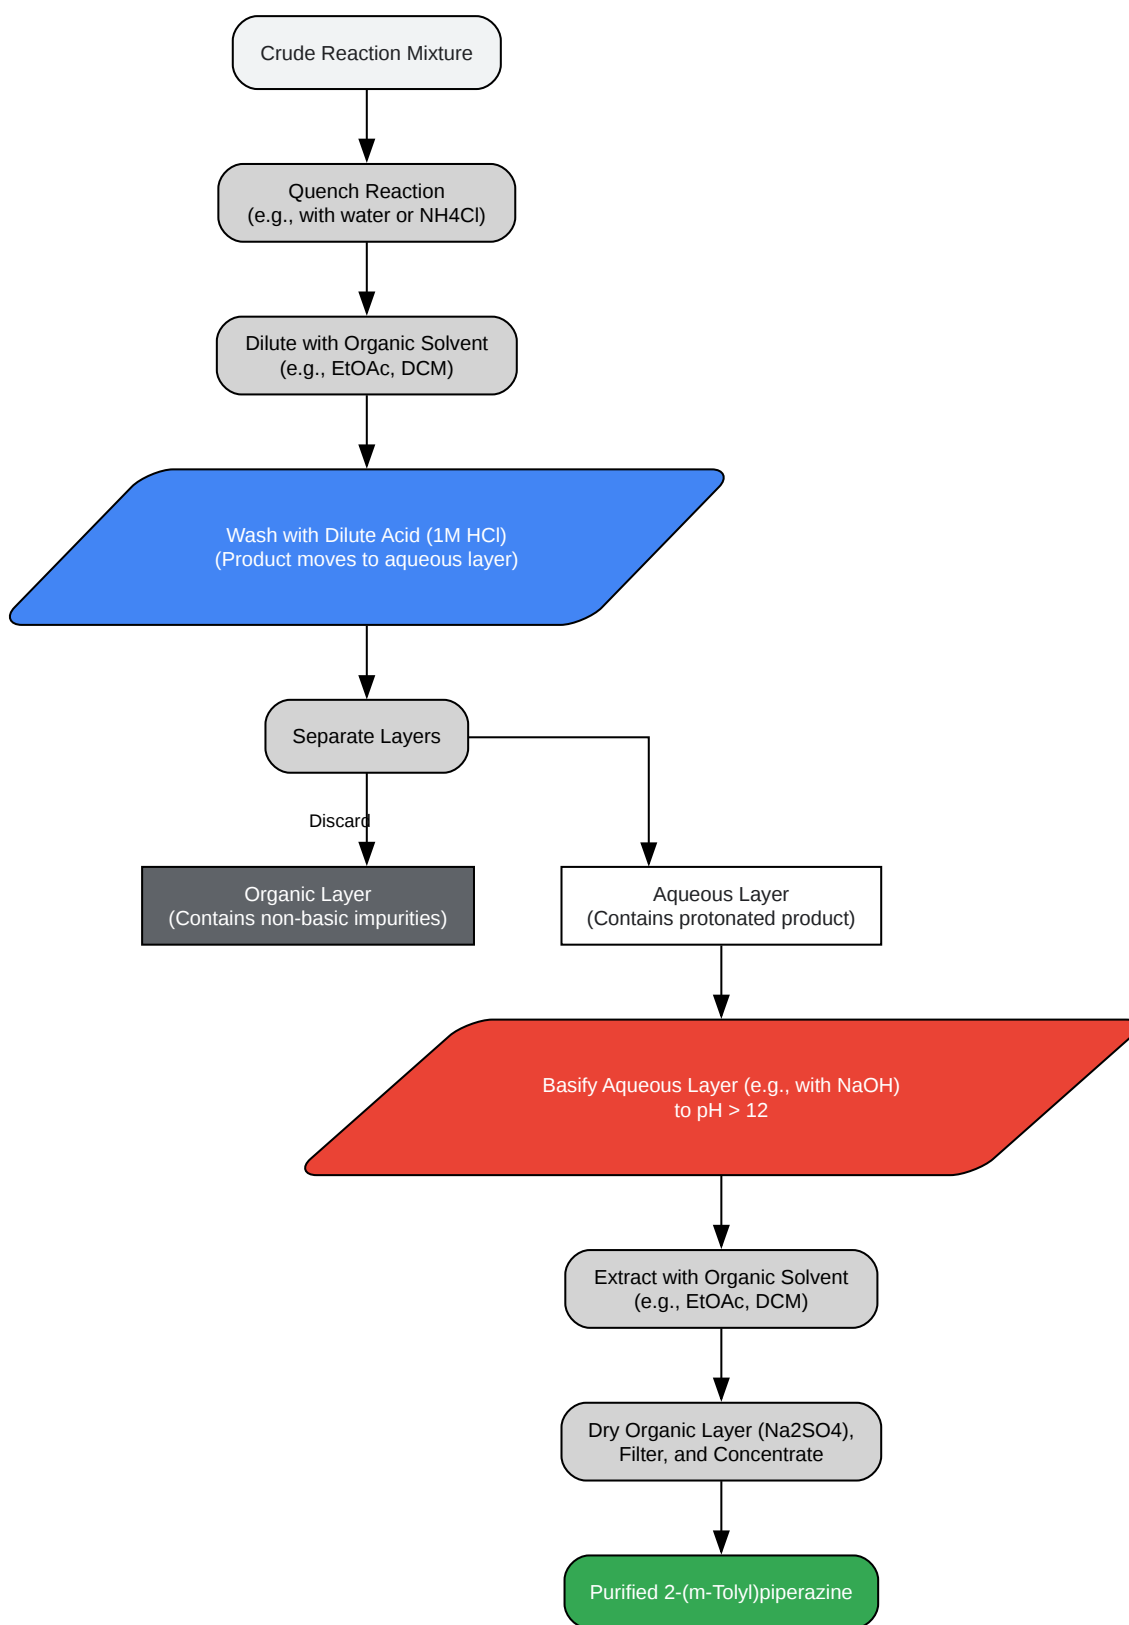 Crude Reaction Mixture
Quench Reaction
(e.g., with water or NH4Cl)
Dilute with Organic Solvent
(e.g., EtOAc, DCM)
Wash with Dilute Acid (1M HCl)
(Product moves to aqueous layer)
Separate Layers
Discard
Organic Layer
(Contains non-basic impurities)
Aqueous Layer
(Contains protonated product)
Basify Aqueous Layer (e.g., with NaOH)
to pH > 12
Extract with Organic Solvent
(e.g., EtOAc, DCM)
Dry Organic Layer (Na2SO4),
Filter, and Concentrate
Purified 2-(m-Tolyl)piperazine